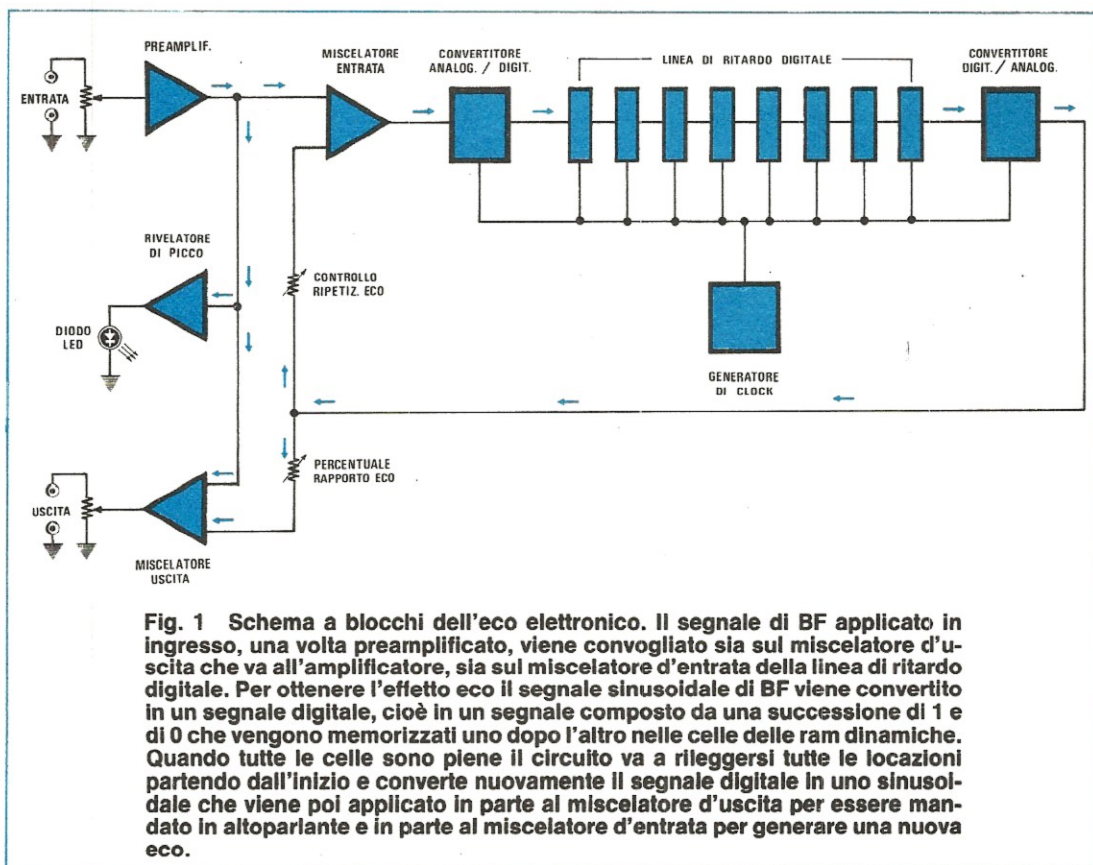 PREAMPLIF.
MISCELATORE
ENTRATA
CONVERTITORE
ANALOG. / DIGIT.
LINEA DI RITARDO DIGITALE
CONVERTITORE
DIGIT. / ANALOG.
ENTRATA
RIVELATORE
DI PICCO
CONTROLLO
RIPETIZ. ECO
DIODO
LED
GENERATORE
DI CLOCK
PERCENTUALE
RAPPORTO ECO
USCITA
MISCELATORE
USCITA
Fig. 1 Schema a blocchi dell'eco elettronico. Il segnale di BF applicato in
ingresso, una volta preamplificato, viene convogliato sia sul miscelatore d'u-
scita che va all'amplificatore, sia sul miscelatore d'entrata della linea di ritardo
digitale. Per ottenere l'effetto eco il segnale sinusoidale di BF viene convertito
in un segnale digitale, cioè in un segnale composto da una successione di 1 e
di 0 che vengono memorizzati uno dopo l'altro nelle celle delle ram dinamiche.
Quando tutte le celle sono piene il circuito va a rileggersi tutte le locazioni
partendo dall'inizio e converte nuovamente il segnale digitale in uno sinusoi-
dale che viene poi applicato in parte al miscelatore d'uscita per essere man-
dato in altoparlante e in parte al miscelatore d'entrata per generare una nuova
eco.